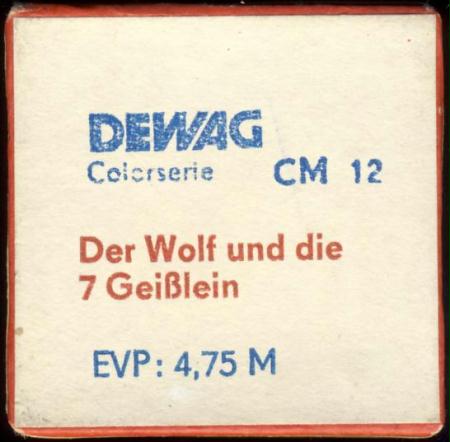 DEWAG
Colorserie CM 12
Der Wolf und die
7 Geißlein
EVP: 4,75 M